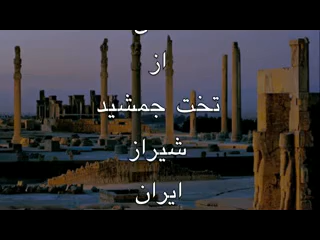 از
تخت جمشید
شیراز
ایران